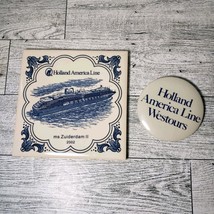 Holland America Line
ms Zuiderdam II
2002
Holland
America Line
Westours